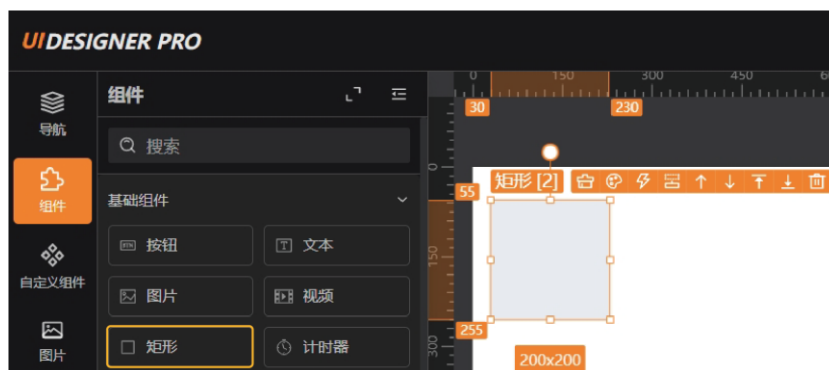 UIDESIGNER PRO
导航
组件
自定义组件
图片
组件
搜索
基础组件
BTN 按钮
T 文本
图片
视频
矩形
计时器
0 150 300 450
30 230
0
150
300
55
255
矩形 [2]
200x200